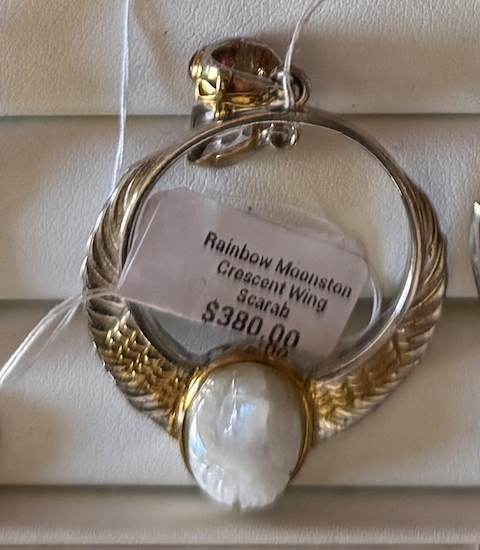 Rainbow Moonston
Crescent Wing
Scarab
$380.00